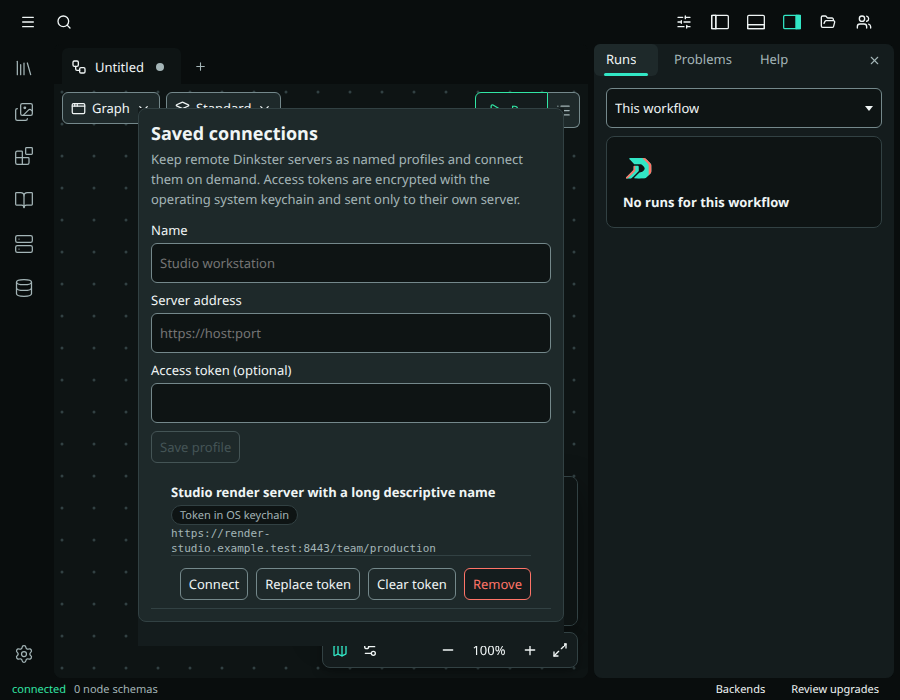 Untitled
Graph
Standard
Runs
Problems
Help
This workflow
No runs for this workflow
Saved connections
Keep remote Dinkster servers as named profiles and connect
them on demand. Access tokens are encrypted with the
operating system keychain and sent only to their own server.
Name
Studio workstation
Server address
https://host:port
Access token (optional)
Save profile
Studio render server with a long descriptive name
Token in OS keychain
https://render-
studio.example.test:8443/team/production
Connect
Replace token
Clear token
Remove
100%
connected
0 node schemas
Backends
Review upgrades